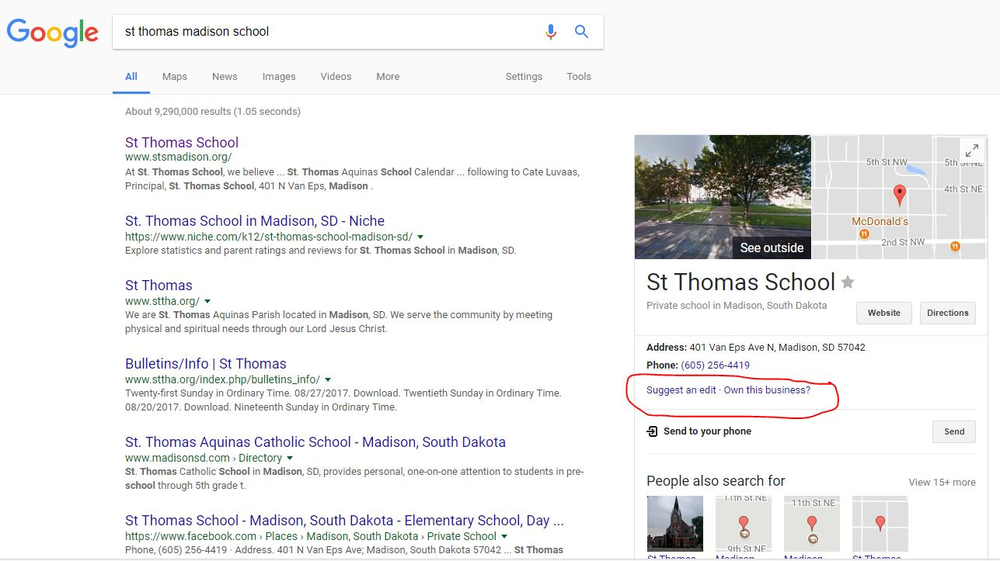 Google
st thomas madison school
All Maps News Images Videos More Settings Tools
About 9,290,000 results (1.05 seconds)
St Thomas School
www.stsmadison.org/
At St. Thomas School, we believe ... St. Thomas Aquinas School Calendar ... following to Cate Luvaas,
Principal, St. Thomas School, 401 N Van Eps, Madison .
St. Thomas School in Madison, SD - Niche
https://www.niche.com/k12/st-thomas-school-madison-sd/
Explore statistics and parent ratings and reviews for St. Thomas School in Madison, SD.
St Thomas
www.sttha.org/
We are St. Thomas Aquinas Parish located in Madison, SD. We serve the community by meeting
physical and spiritual needs through our Lord Jesus Christ.
Bulletins/Info | St Thomas
www.sttha.org/index.php/bulletins_info/
Twenty-first Sunday in Ordinary Time. 08/27/2017. Download. Twentieth Sunday in Ordinary Time.
08/20/2017. Download. Nineteenth Sunday in Ordinary Time.
St. Thomas Aquinas Catholic School - Madison, South Dakota
www.madisonsd.com › Directory
St. Thomas Catholic School in Madison, SD, provides personal, one-on-one attention to students in pre-
school through 5th grade t.
St Thomas School - Madison, South Dakota - Elementary School, Day ...
https://www.facebook.com › Places › Madison, South Dakota › Private School
Phone (605) 256-4419 · Address: 401 N Van Eps, Madison, South Dakota 57042 ... St Thomas
See outside
5th St NW
5th St NE
4th St NE
McDonald's
2nd St NW
St Thomas School
Private school in Madison, South Dakota
Website
Directions
Address: 401 Van Eps Ave N, Madison, SD 57042
Phone: (605) 256-4419
Suggest an edit · Own this business?
Send to your phone
Send
People also search for
View 15+ more
11th St NE
9th St NE
11th St NE
St Thomas
Madison
Madison
St Thomas